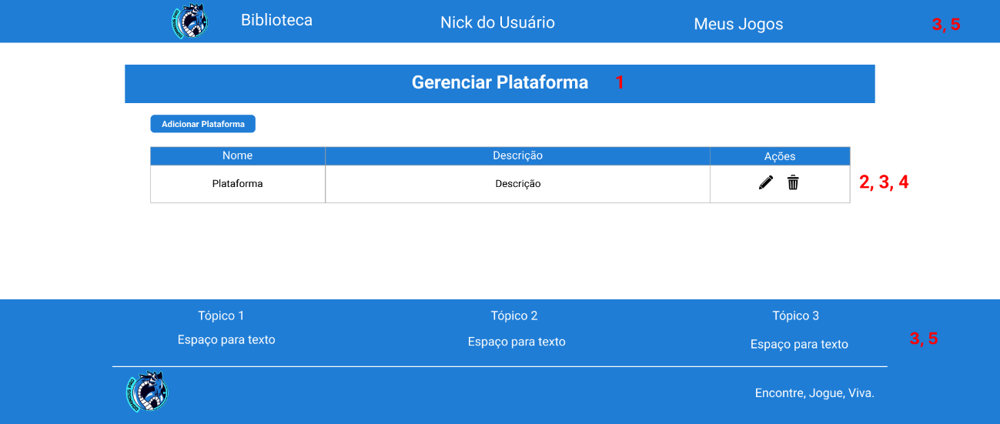 Biblioteca
Nick do Usuário
Meus Jogos
3, 5
Gerenciar Plataforma
1
Adicionar Plataforma
Nome
Descrição
Ações
Plataforma
Descrição
2, 3, 4
Tópico 1
Tópico 2
Tópico 3
Espaço para texto
Espaço para texto
Espaço para texto
3, 5
Encontre, Jogue, Viva.